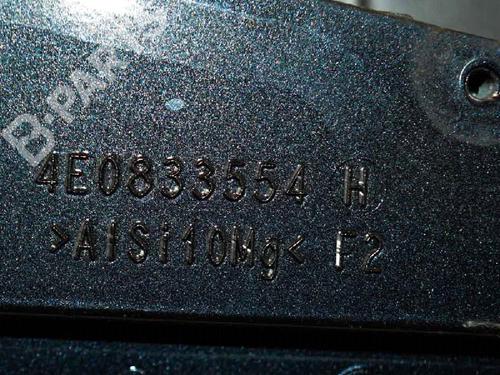 B-PARTS
4E0833554 H
>AlSi10Mg< F2